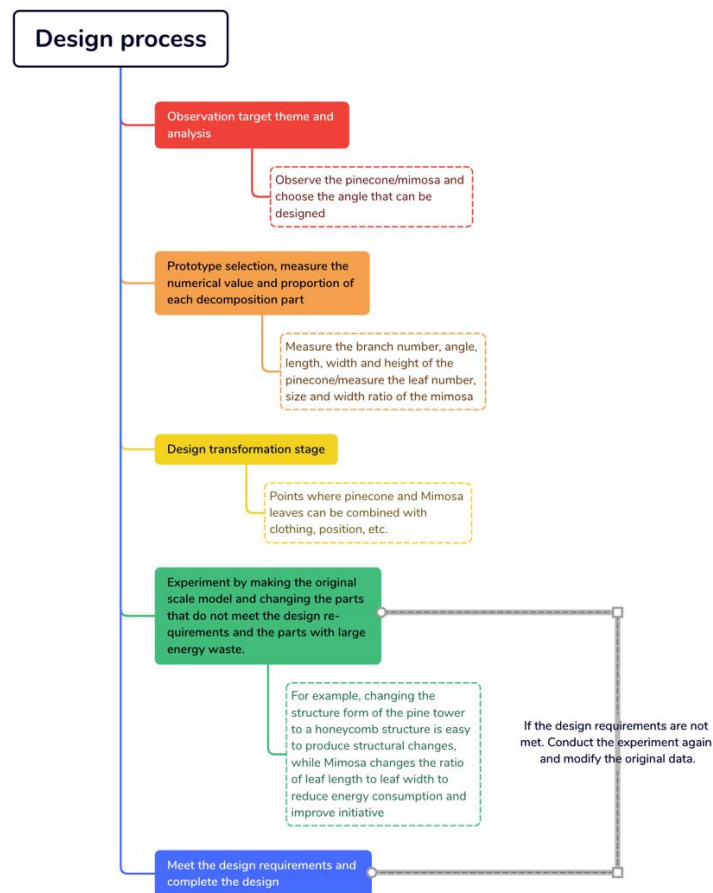 Design process
Observation target theme and
analysis
Observe the pinecone/mimosa and
choose the angle that can be
designed
Prototype selection, measure the
numerical value and proportion of
each decomposition part
Measure the branch number, angle,
length, width and height of the
pinecone/measure the leaf number,
size and width ratio of the mimosa
Design transformation stage
Points where pinecone and Mimosa
leaves can be combined with
clothing, position, etc.
Experiment by making the original
scale model and changing the parts
that do not meet the design re-
quirements and the parts with large
energy waste.
For example, changing the
structure form of the pine tower
to a honeycomb structure is easy
to produce structural changes,
while Mimosa changes the ratio
of leaf length to leaf width to
reduce energy consumption and
improve initiative
If the design requirements are not
met. Conduct the experiment again
and modify the original data.
Meet the design requirements and
complete the design